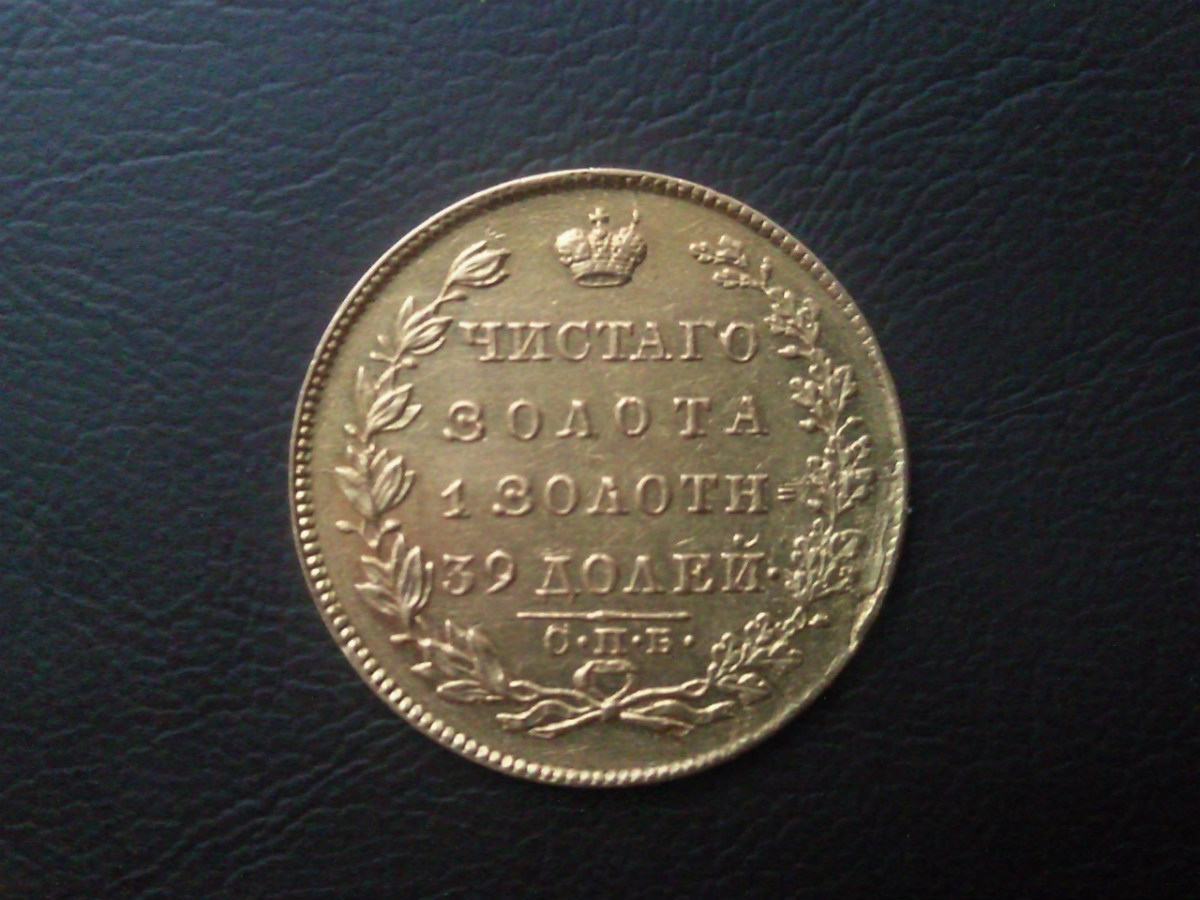 ЧИСТАГО
ЗОЛОТА
1 ЗОЛОТН=
39 ДОЛЕЙ·
С·П·Б·